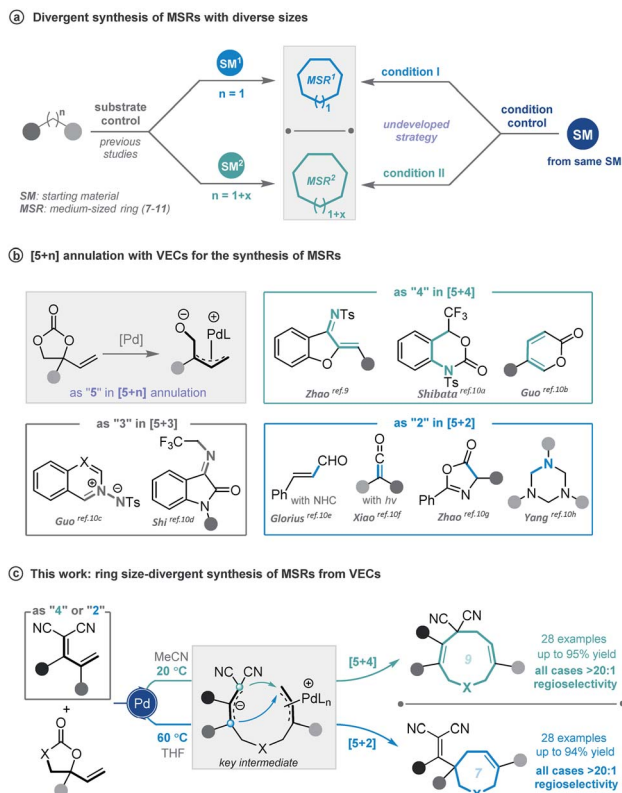 a Divergent synthesis of MSRs with diverse sizes
SM¹
n = 1
MSR¹
1
condition I
n
substrate
control
previous
studies
undeveloped
strategy
condition
control
SM
from same SM
SM²
n = 1+x
MSR²
1+x
condition II
SM: starting material
MSR: medium-sized ring (7-11)
b [5+n] annulation with VECs for the synthesis of MSRs
O
O
O
[Pd]
⊖
O
⊕
PdL
as "5" in [5+n] annulation
as "4" in [5+4]
NTs
O
Zhao ref.9
CF₃
O
N
O
Ts
Shibata ref.10a
O
O
Guo ref.10b
as "3" in [5+3]
X
⊕
N
⊖
NTs
Guo ref.10c
F₃C
N
O
N
Shi ref.10d
as "2" in [5+2]
Ph
CHO
with NHC
Glorius ref.10e
O
C
with hv
Xiao ref.10f
O
O
Ph
N
Zhao ref.10g
N
N
N
Yang ref.10h
c This work: ring size-divergent synthesis of MSRs from VECs
as "4" or "2"
NC CN
+
O
X
O
Pd
MeCN
20 °C
60 °C
THF
NC CN
⊖
⊕
PdLn
X
key intermediate
[5+4]
[5+2]
NC CN
9
X
28 examples
up to 95% yield
all cases >20:1
regioselectivity
NC CN
7
X
28 examples
up to 94% yield
all cases >20:1
regioselectivity